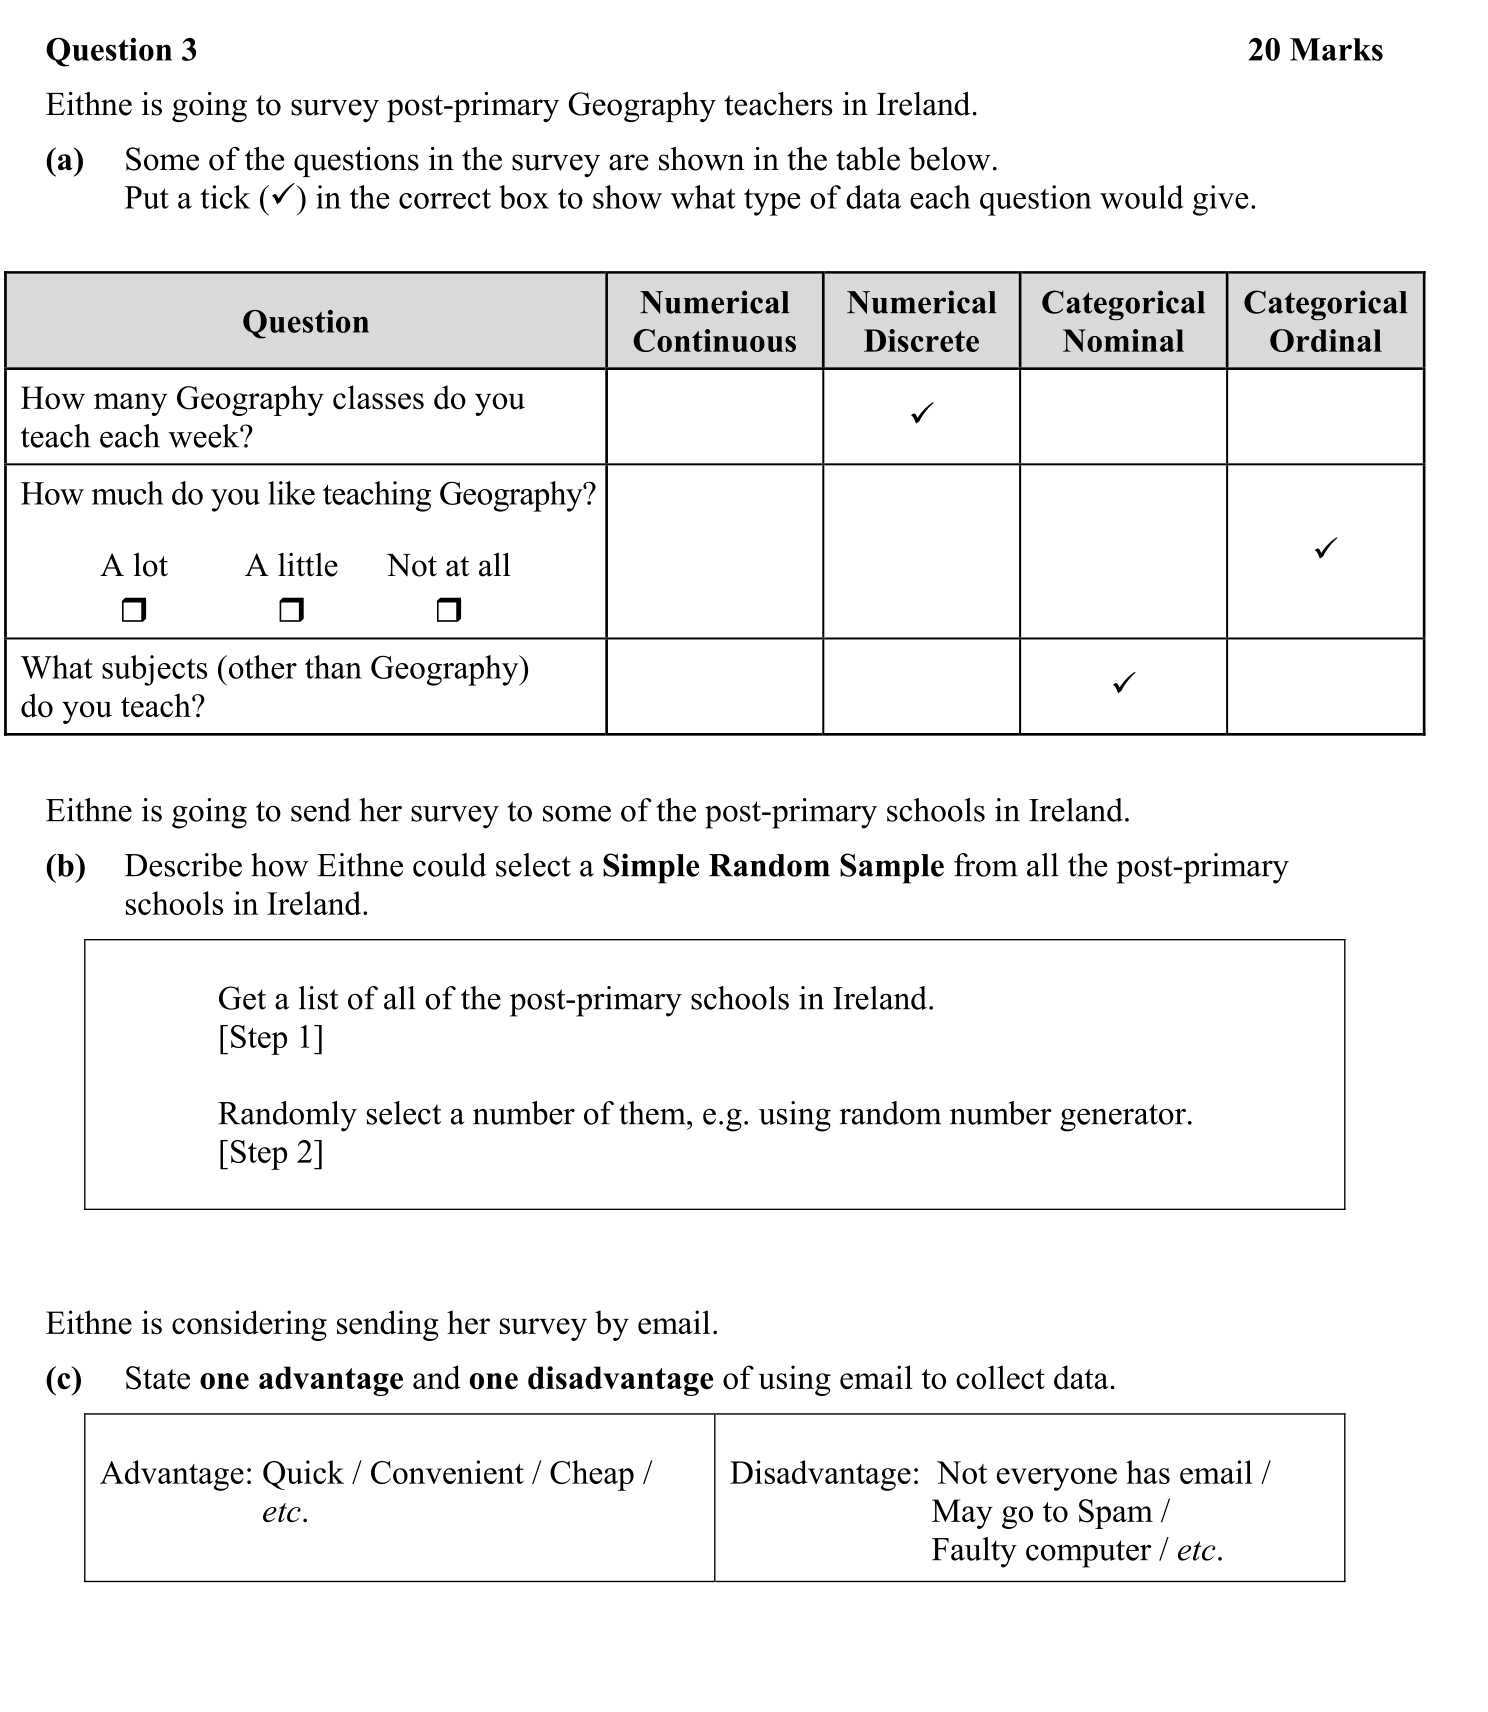 Question 3 20 Marks
Eithne is going to survey post-primary Geography teachers in Ireland.
(a) Some of the questions in the survey are shown in the table below.
Put a tick (✓) in the correct box to show what type of data each question would give.
Question Numerical Continuous Numerical Discrete Categorical Nominal Categorical Ordinal
How many Geography classes do you
teach each week? ✓
How much do you like teaching Geography?
A lot A little Not at all
❒ ❒ ❒ ✓
What subjects (other than Geography)
do you teach? ✓
Eithne is going to send her survey to some of the post-primary schools in Ireland.
(b) Describe how Eithne could select a Simple Random Sample from all the post-primary
schools in Ireland.
Get a list of all of the post-primary schools in Ireland.
[Step 1]
Randomly select a number of them, e.g. using random number generator.
[Step 2]
Eithne is considering sending her survey by email.
(c) State one advantage and one disadvantage of using email to collect data.
Advantage: Quick / Convenient / Cheap /
etc.
Disadvantage: Not everyone has email /
May go to Spam /
Faulty computer / etc.